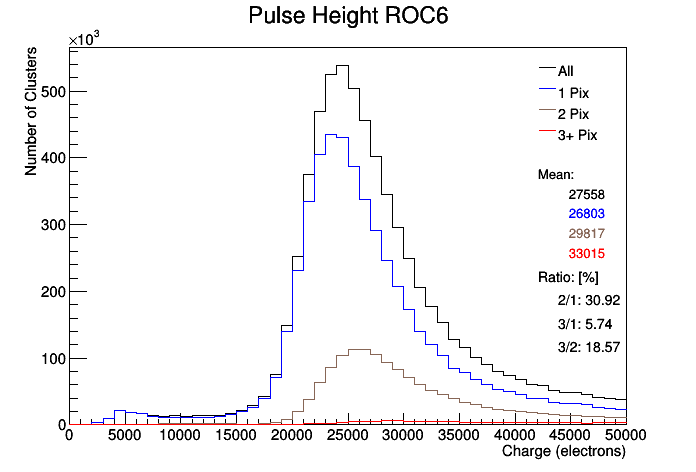 Pulse Height ROC6
×10³
Number of Clusters
500
400
300
200
100
0
0 5000 10000 15000 20000 25000 30000 35000 40000 45000 50000
Charge (electrons)
All
1 Pix
2 Pix
3+ Pix
Mean:
27558
26803
29817
33015
Ratio: [%]
2/1: 30.92
3/1: 5.74
3/2: 18.57